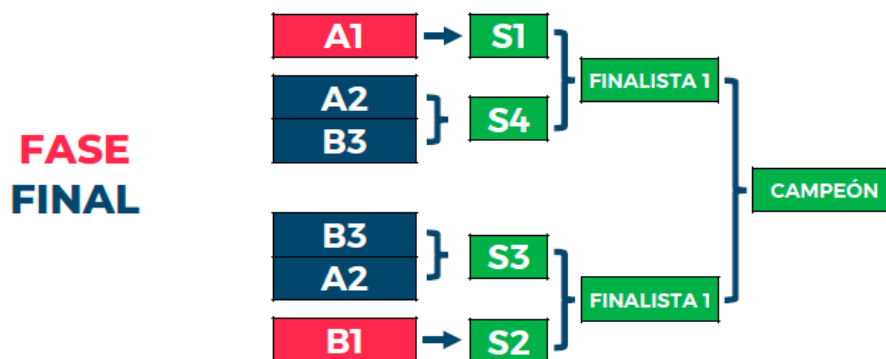 FASE
FINAL
A1
S1
A2
B3
S4
FINALISTA 1
CAMPEÓN
B3
A2
S3
FINALISTA 1
B1
S2